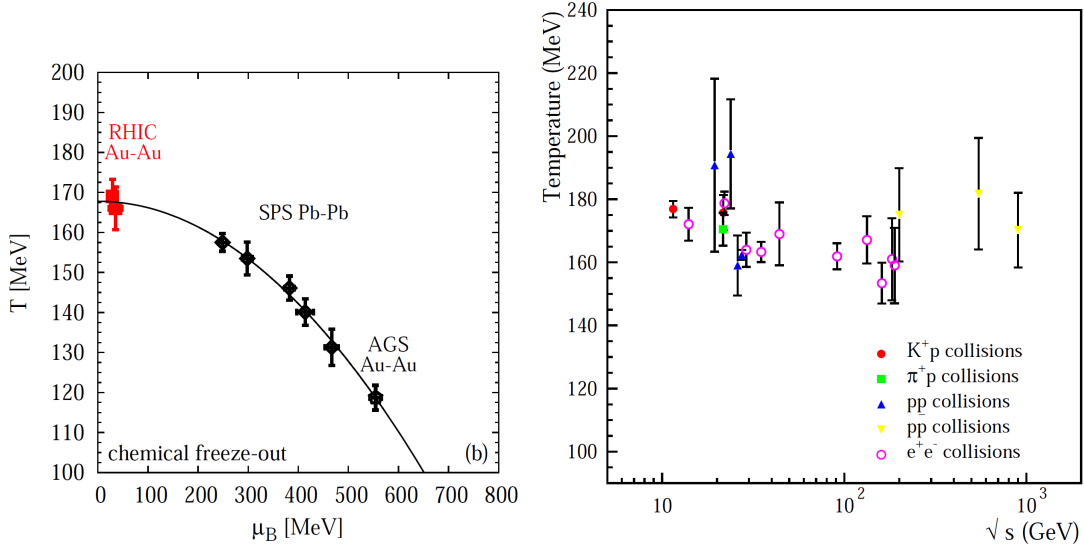 200
190
180
170
160
150
140
130
120
110
100
T [MeV]
RHIC
Au-Au
SPS Pb-Pb
AGS
Au-Au
chemical freeze-out
(b)
0 100 200 300 400 500 600 700 800
μB [MeV]
240
220
200
180
160
140
120
100
Temperature (MeV)
K+p collisions
π+p collisions
pp collisions
pp̄ collisions
e+e- collisions
10 10² 10³
√ s (GeV)